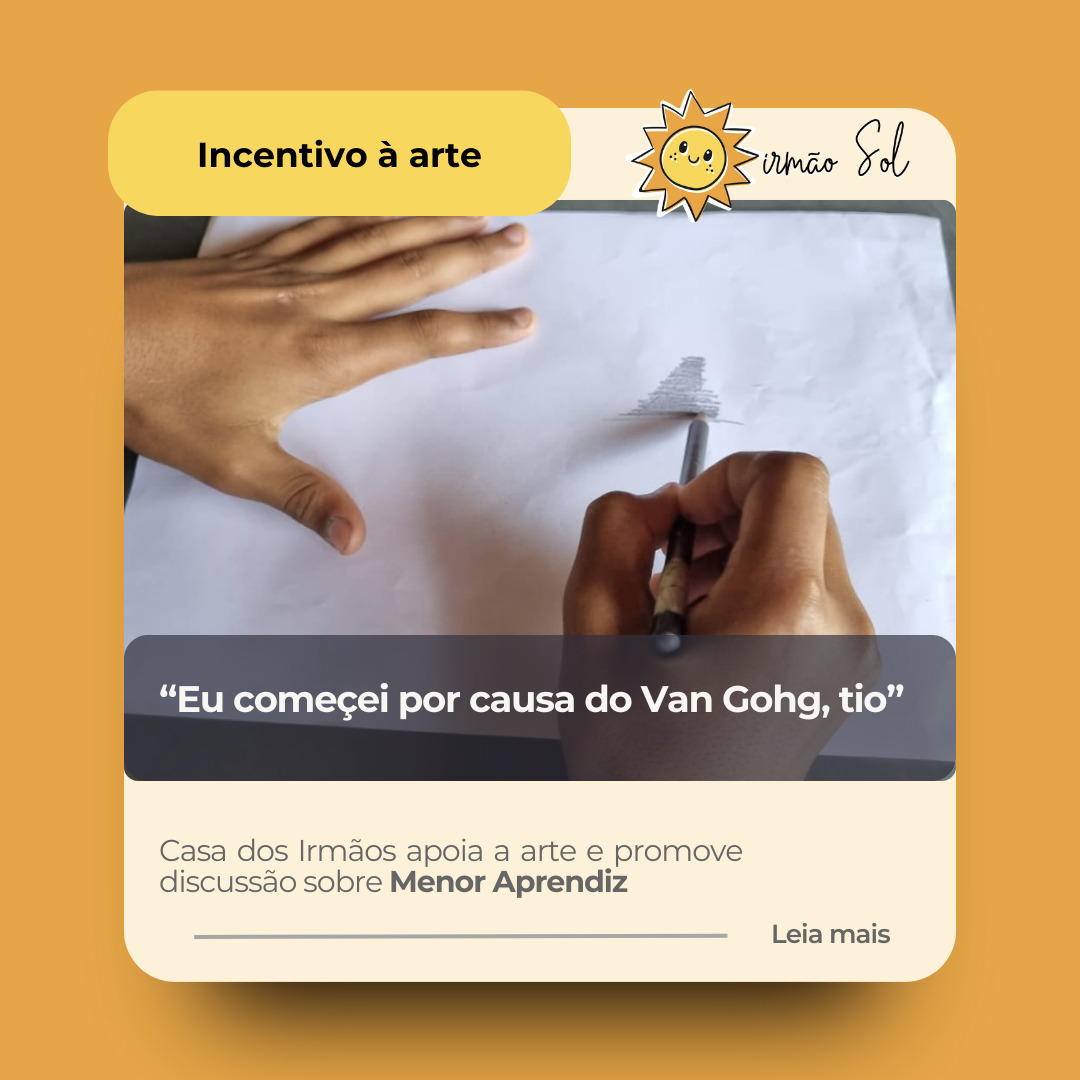 Incentivo à arte
irmão Sol
“Eu começei por causa do Van Gohg, tio”
Casa dos Irmãos apoia a arte e promove
discussão sobre Menor Aprendiz
Leia mais